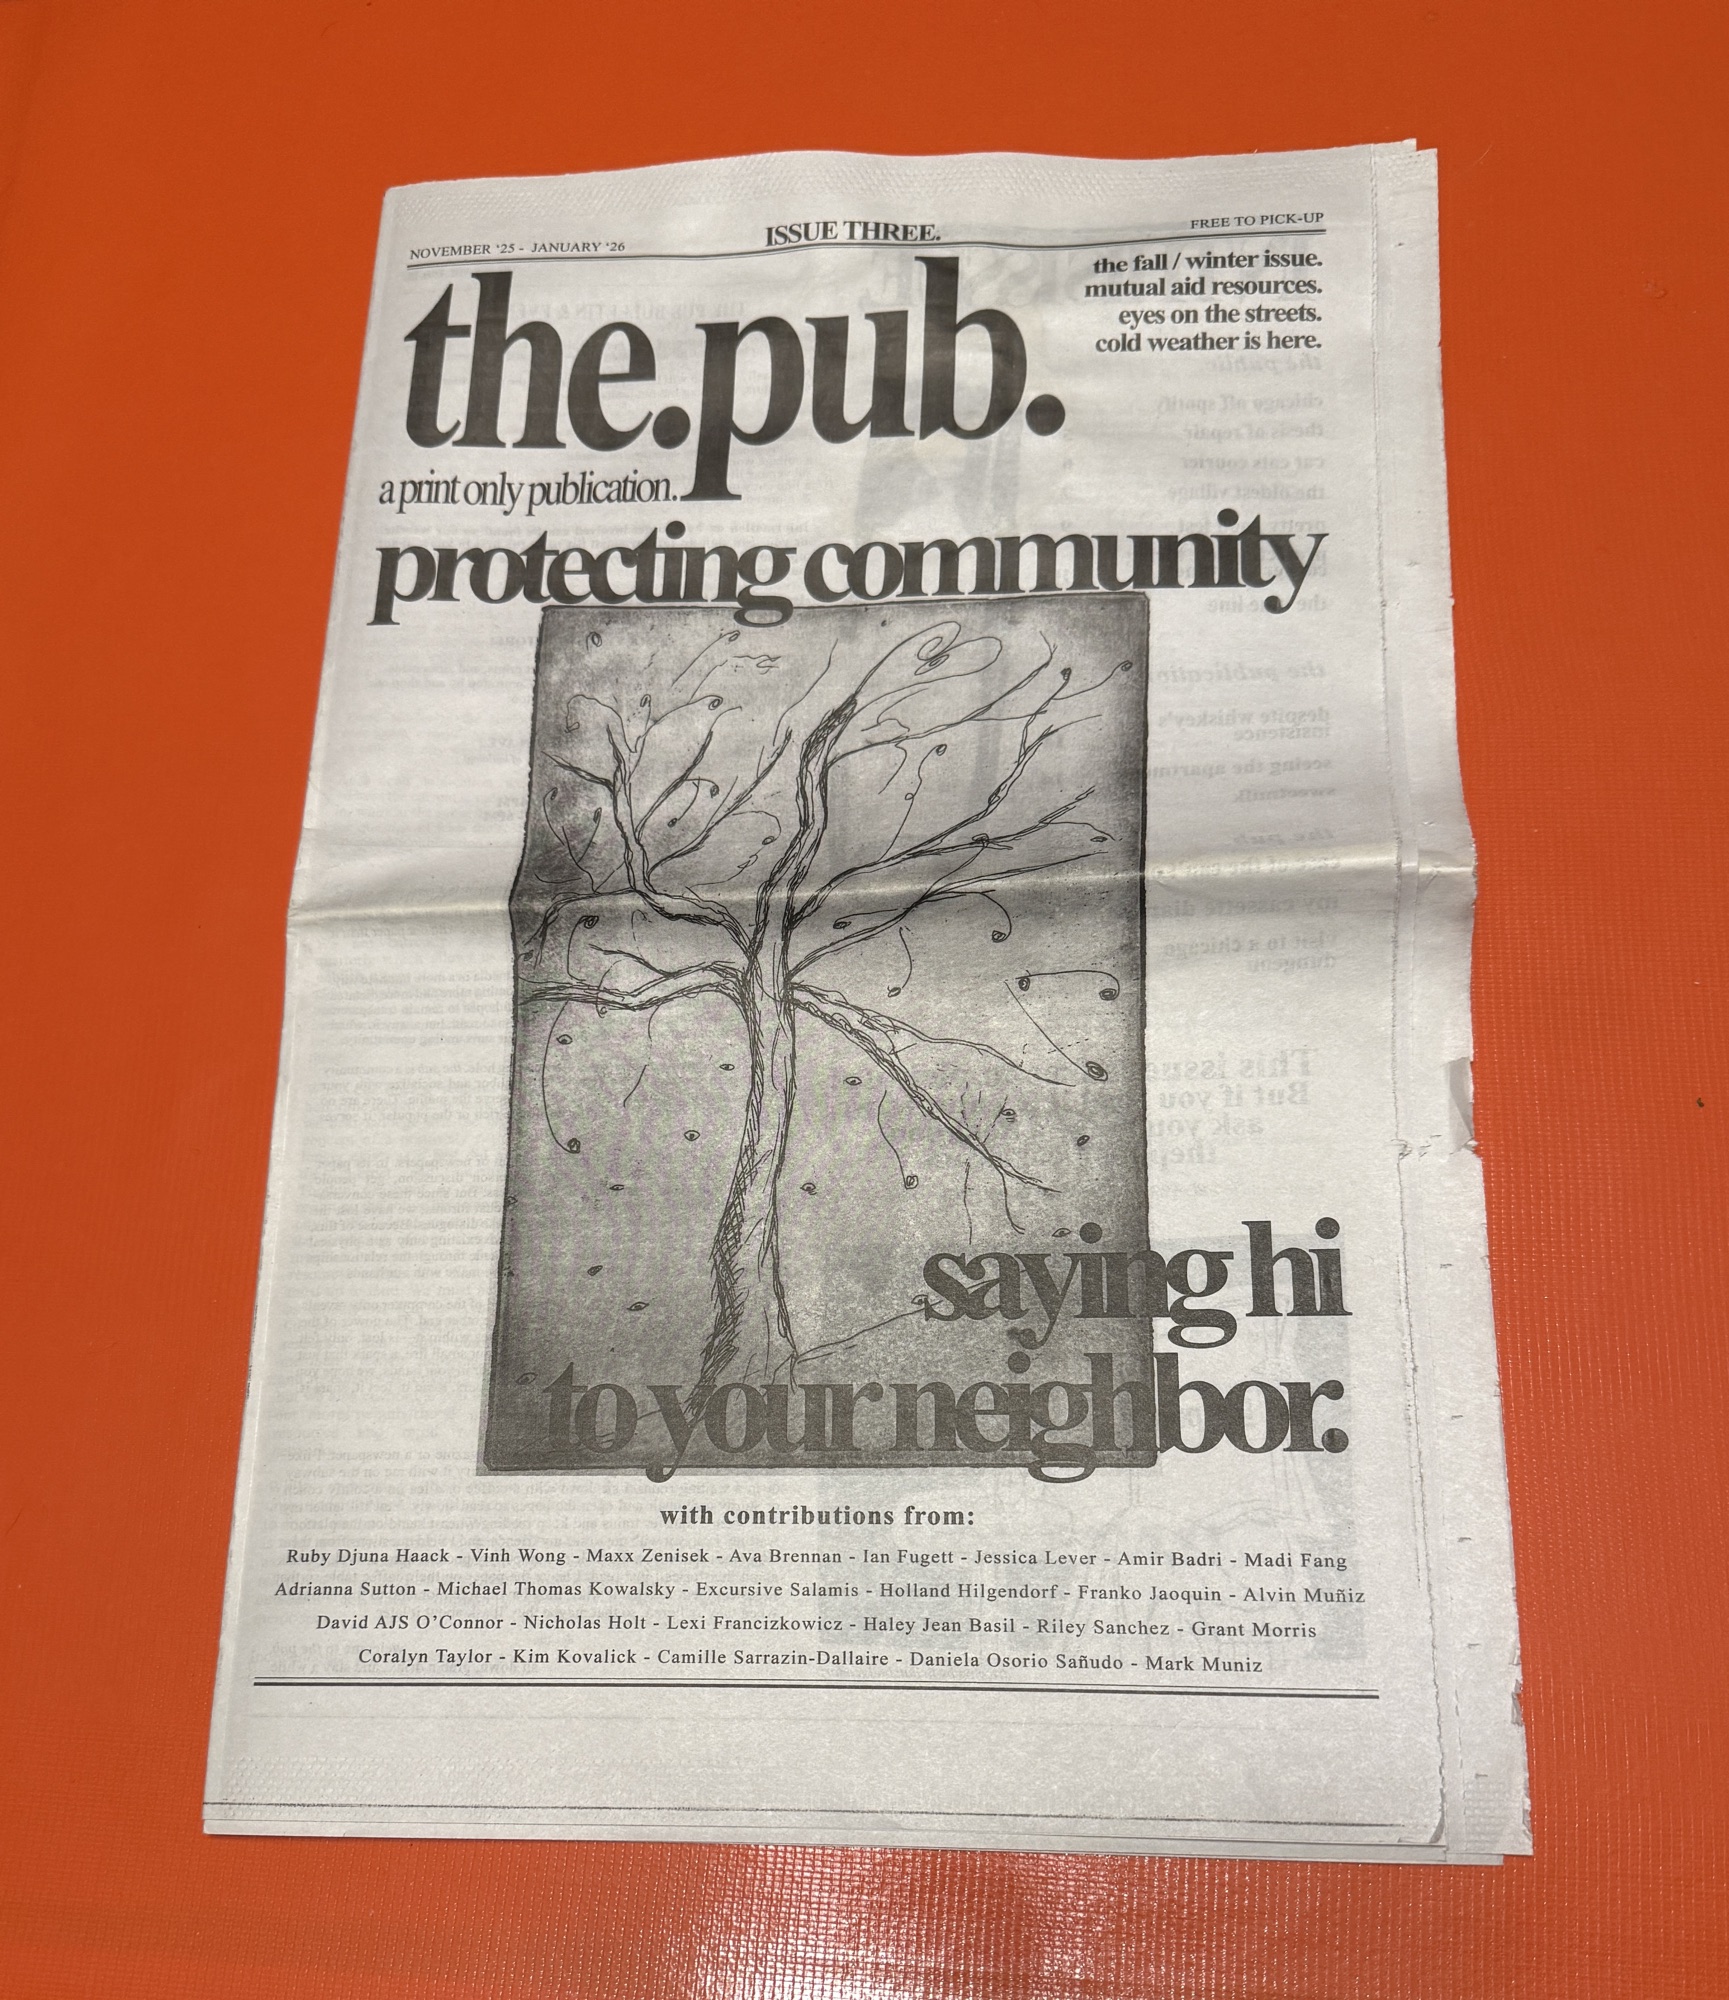 NOVEMBER ‘25 - JANUARY ‘26
ISSUE THREE.
FREE TO PICK-UP
the.pub.
the fall / winter issue.
mutual aid resources.
eyes on the streets.
cold weather is here.
a print only publication.
protecting community
saying hi
to your neighbor.
with contributions from:
Ruby Djuna Haack - Vinh Wong - Maxx Zenisek - Ava Brennan - Ian Fugett - Jessica Lever - Amir Badri - Madi Fang
Adrianna Sutton - Michael Thomas Kowalsky - Excursive Salamis - Holland Hilgendorf - Franko Jaoquin - Alvin Muñiz
David AJS O’Connor - Nicholas Holt - Lexi Francizkowicz - Haley Jean Basil - Riley Sanchez - Grant Morris
Coralyn Taylor - Kim Kovalick - Camille Sarrazin-Dallaire - Daniela Osorio Sañudo - Mark Muniz